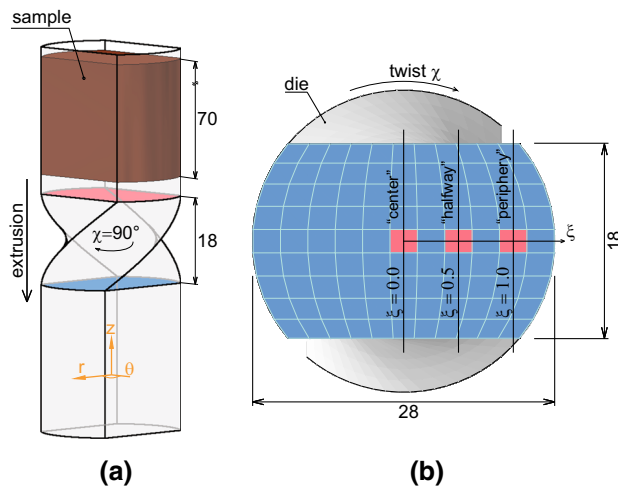 sample
70
extrusion
χ=90°
18
z
r
θ
(a)
twist χ
die
“center”
“halfway”
“periphery”
ξ
ξ = 0.0
ξ = 0.5
ξ = 1.0
18
28
(b)